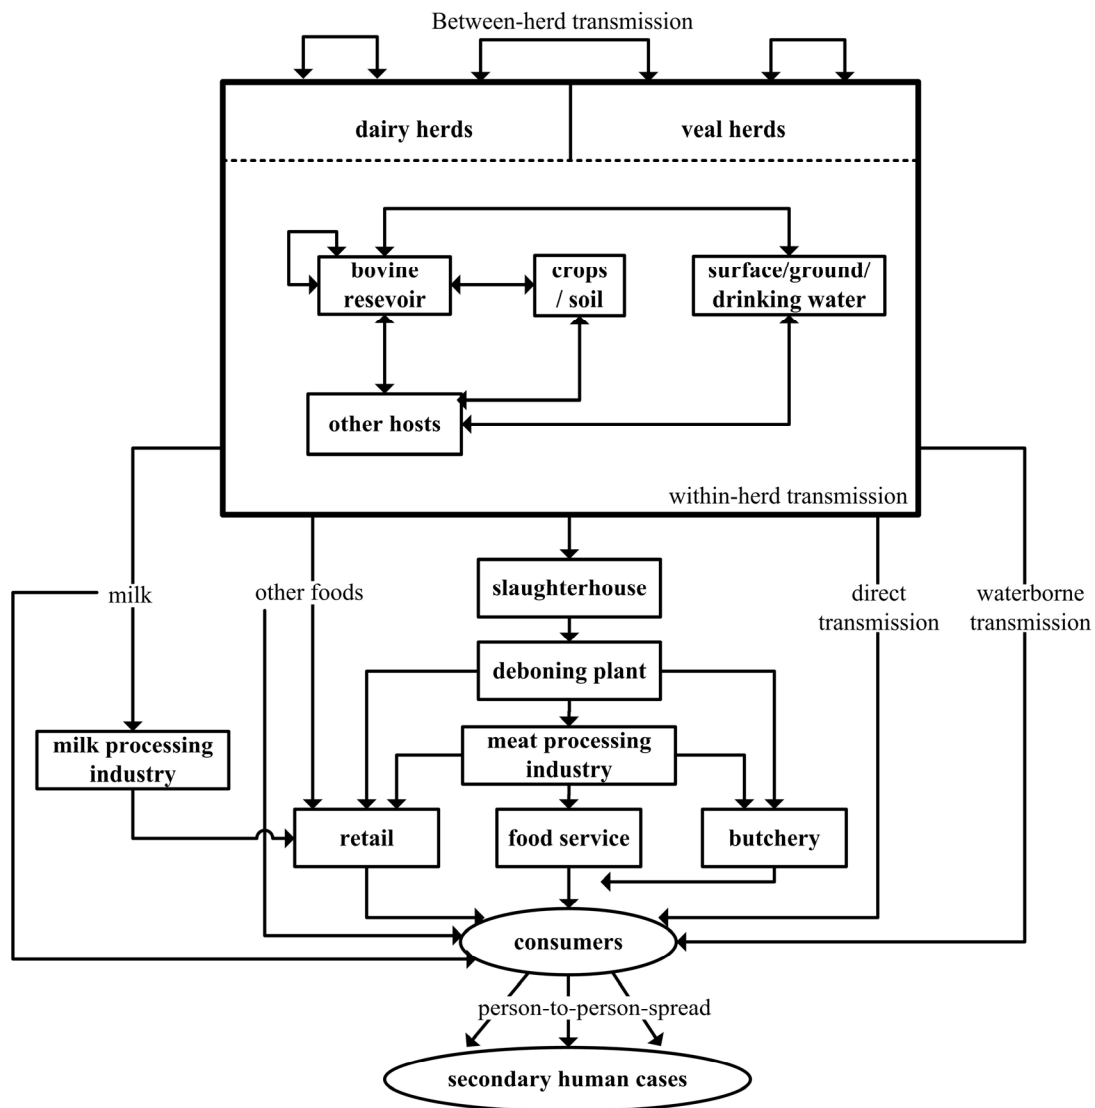 Between-herd transmission
dairy herds
veal herds
bovine
resevoir
crops
/ soil
surface/ground/
drinking water
other hosts
within-herd transmission
milk
other foods
slaughterhouse
direct
transmission
waterborne
transmission
deboning plant
milk processing
industry
meat processing
industry
retail
food service
butchery
consumers
person-to-person-spread
secondary human cases